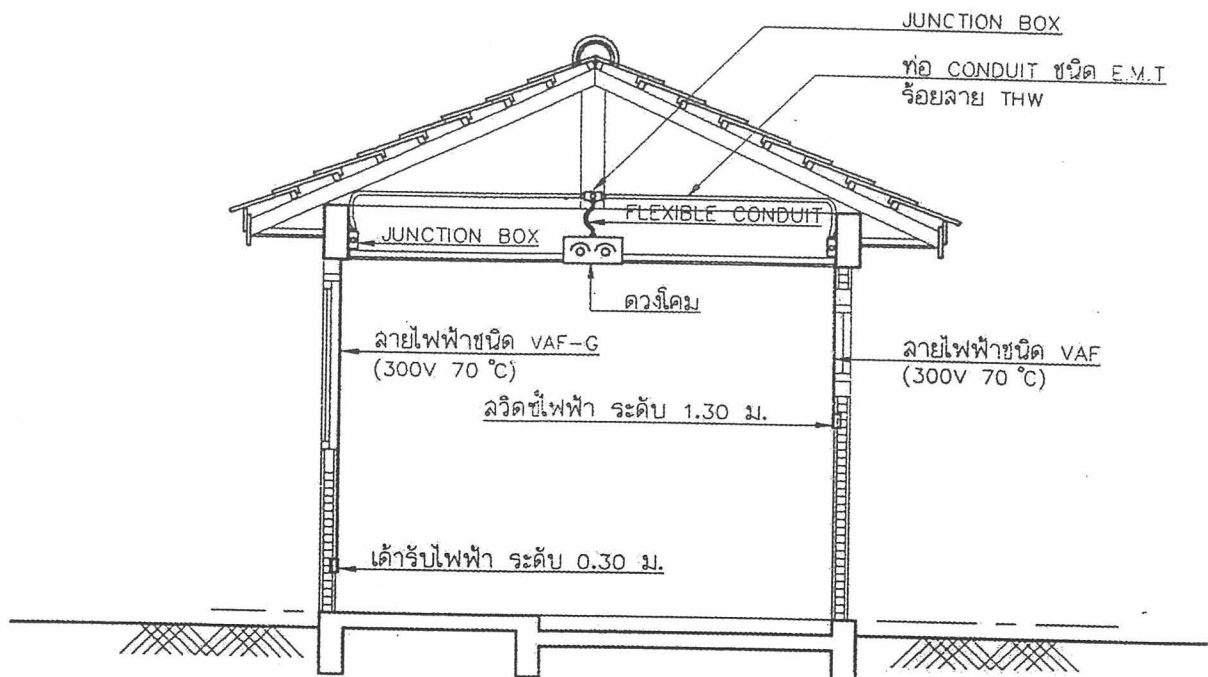 JUNCTION BOX
ท่อ CONDUIT ชนิด E.M.T
ร้อยสาย THW
FLEXIBLE CONDUIT
JUNCTION BOX
ดวงโคม
สายไฟฟ้าชนิด VAF-G
(300V 70 °C)
สายไฟฟ้าชนิด VAF
(300V 70 °C)
สวิตซ์ไฟฟ้า ระดับ 1.30 ม.
เต้ารับไฟฟ้า ระดับ 0.30 ม.